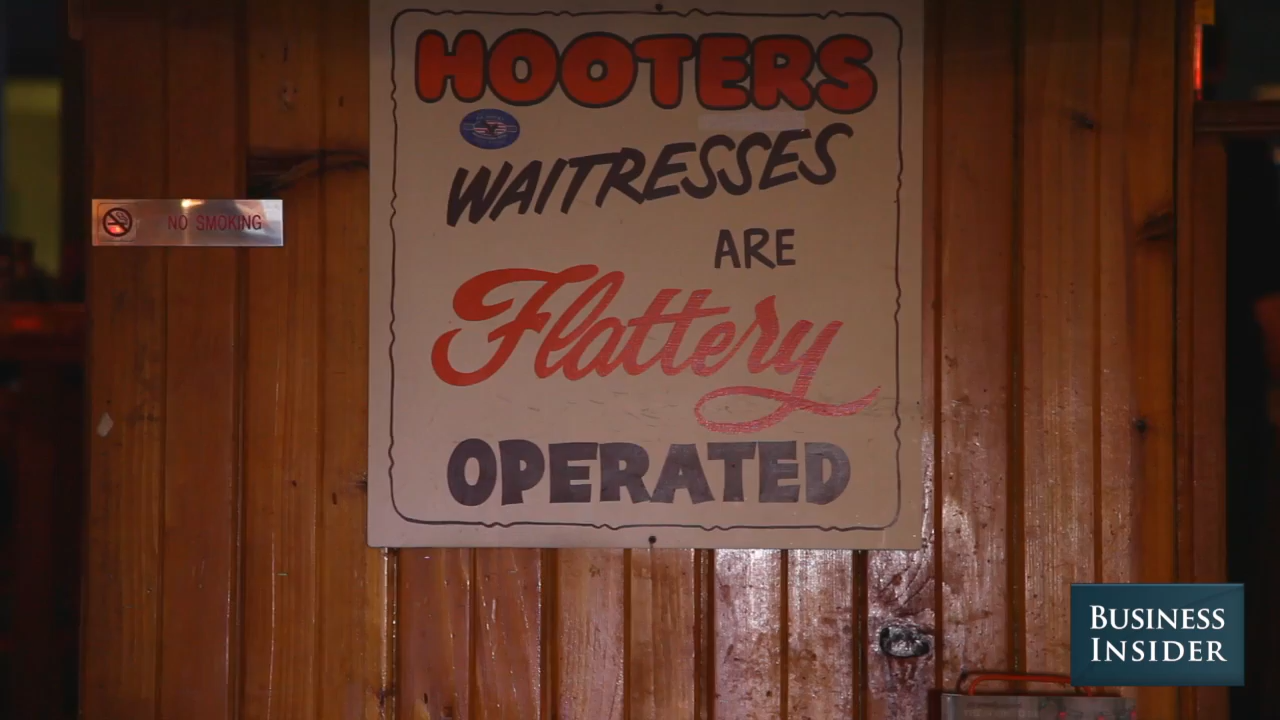 HOOTERS
WAITRESSES
ARE
Flattery
OPERATED
NO SMOKING
BUSINESS
INSIDER